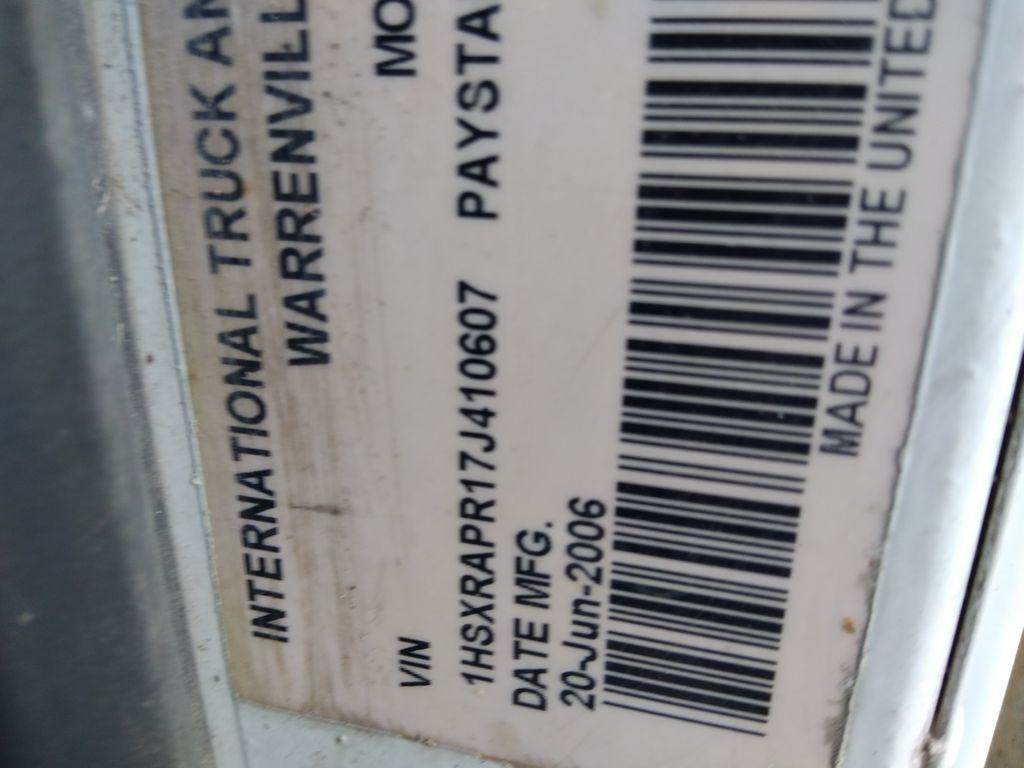 INTERNATIONAL TRUCK AN
WARRENVILL
MO
VIN
1HSXRAPR17J410607 PAYSTA
DATE MFG.
20-Jun-2006
MADE IN THE UNITED